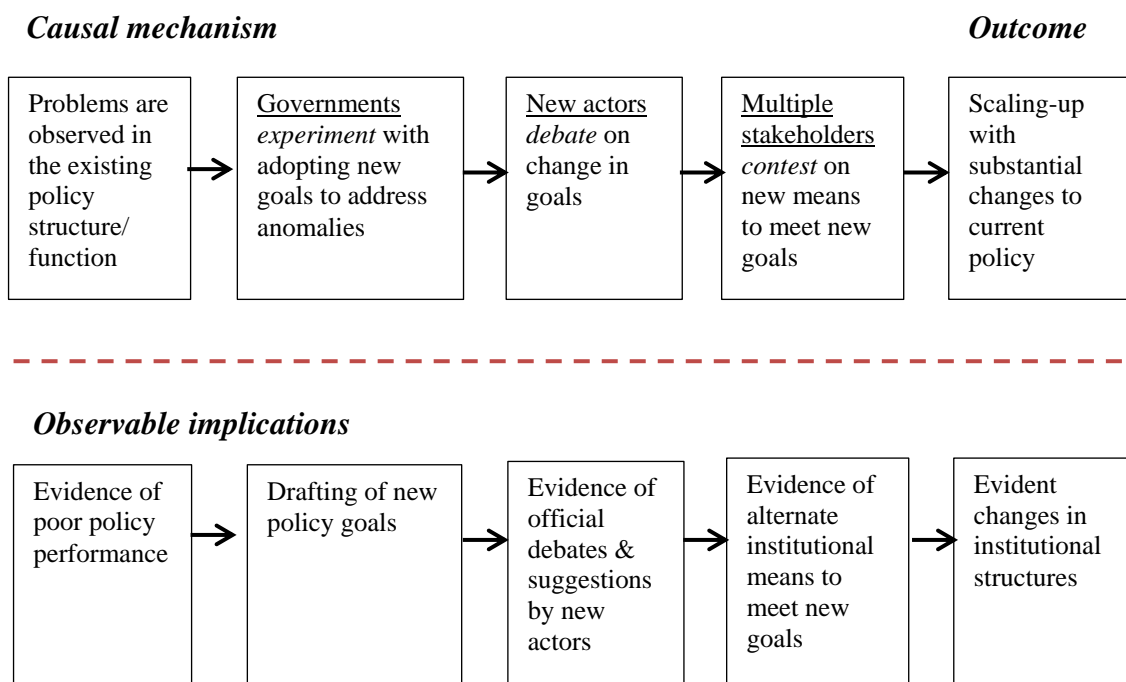 Causal mechanism
Outcome
Problems are
observed in
the existing
policy
structure/
function
Governments
experiment with
adopting new
goals to address
anomalies
New actors
debate on
change in
goals
Multiple
stakeholders
contest on
new means
to meet new
goals
Scaling-up
with
substantial
changes to
current
policy
Observable implications
Evidence of
poor policy
performance
Drafting of new
policy goals
Evidence of
official
debates &
suggestions
by new
actors
Evidence of
alternate
institutional
means to
meet new
goals
Evident
changes in
institutional
structures